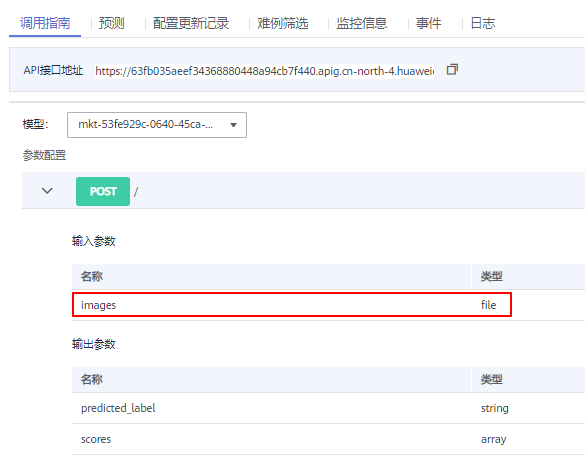 调用指南 预测 配置更新记录 难例筛选 监控信息 事件 日志
API接口地址 https://63fb035aeef34368880448a94cb7f440.apig.cn-north-4.huaweic
模型： mkt-53fe929c-0640-45ca-...
参数配置
POST /
输入参数
名称 类型
images file
输出参数
名称 类型
predicted_label string
scores array